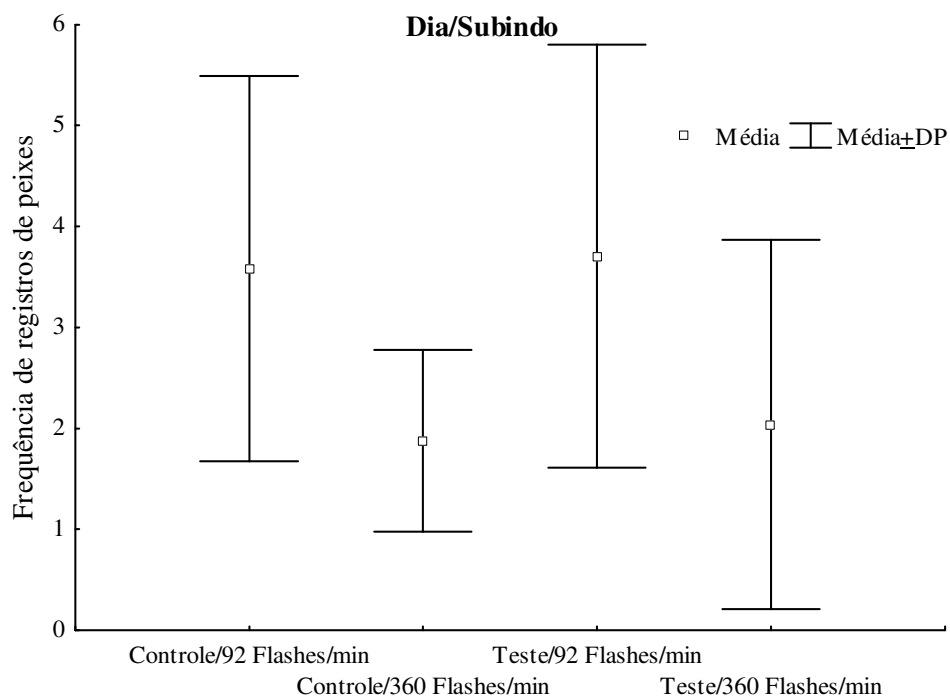 Dia/Subindo
6
5
4
3
2
1
0
Frequência de registros de peixes
Média Média±DP
Controle/92 Flashes/min Teste/92 Flashes/min
Controle/360 Flashes/min Teste/360 Flashes/min